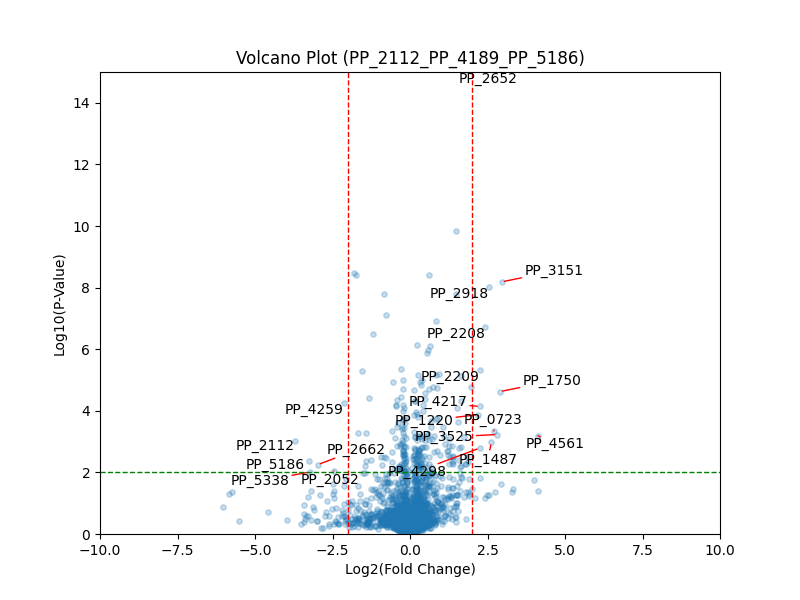 Volcano Plot (PP_2112_PP_4189_PP_5186)
PP_2652
PP_3151
PP_2918
PP_2208
PP_2209
PP_1750
PP_4217
PP_4259
PP_1220
PP_0723
PP_3525
PP_4561
PP_2112
PP_2662
PP_1487
PP_5186
PP_4298
PP_5338
PP_2052
14
12
10
8
6
4
2
0
Log10(P-Value)
−10.0
−7.5
−5.0
−2.5
0.0
2.5
5.0
7.5
10.0
Log2(Fold Change)